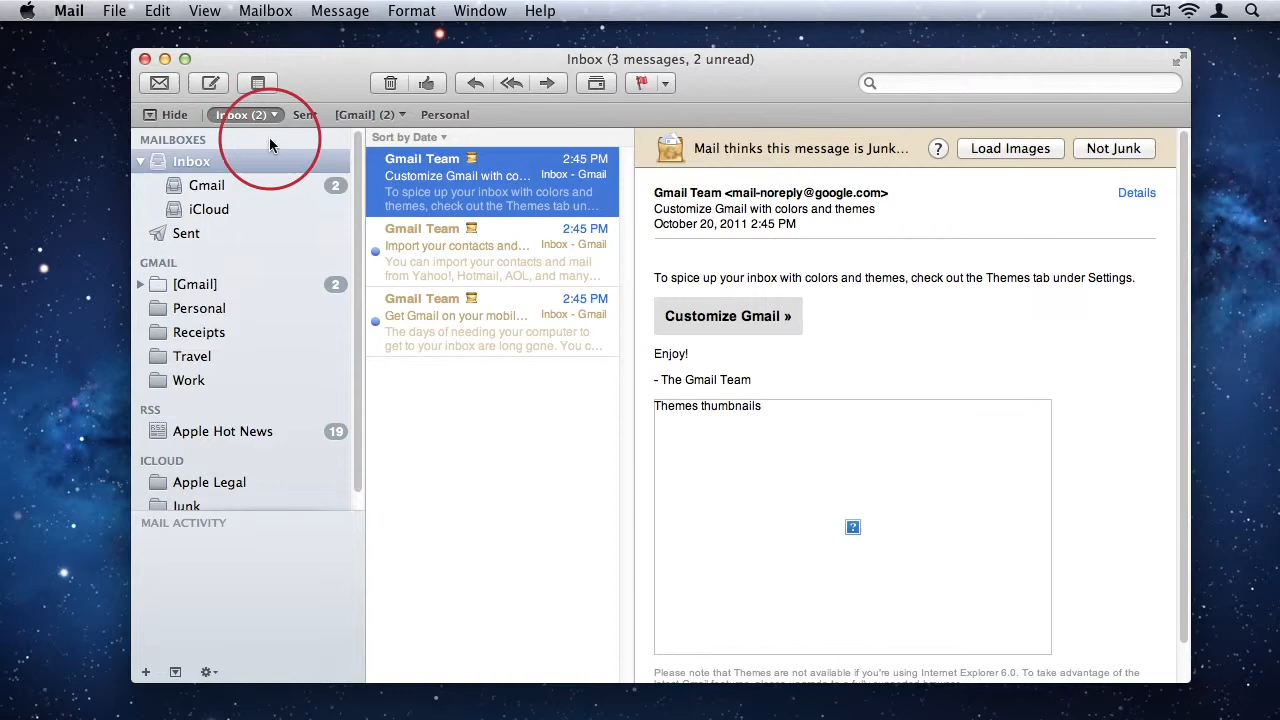 Mail File Edit View Mailbox Message Format Window Help
Inbox (3 messages, 2 unread)
Hide Inbox (2) Sent [Gmail] (2) Personal
MAILBOXES
Inbox
Gmail 2
iCloud
Sent
GMAIL
[Gmail] 2
Personal
Receipts
Travel
Work
RSS
RSS
Apple Hot News 19
ICLOUD
Apple Legal
Junk
MAIL ACTIVITY
Sort by Date
Gmail Team 2:45 PM
Customize Gmail with co... Inbox - Gmail
To spice up your inbox with colors and
themes, check out the Themes tab un...
Gmail Team 2:45 PM
Import your contacts and... Inbox - Gmail
You can import your contacts and mail
from Yahoo!, Hotmail, AOL, and many...
Gmail Team 2:45 PM
Get Gmail on your mobil... Inbox - Gmail
The days of needing your computer to
get to your inbox are long gone. You c...
Mail thinks this message is Junk... ? Load Images Not Junk
Gmail Team <mail-noreply@google.com> Details
Customize Gmail with colors and themes
October 20, 2011 2:45 PM
To spice up your inbox with colors and themes, check out the Themes tab under Settings.
Customize Gmail »
Enjoy!
- The Gmail Team
Themes thumbnails
?
Please note that Themes are not available if you're using Internet Explorer 6.0. To take advantage of the